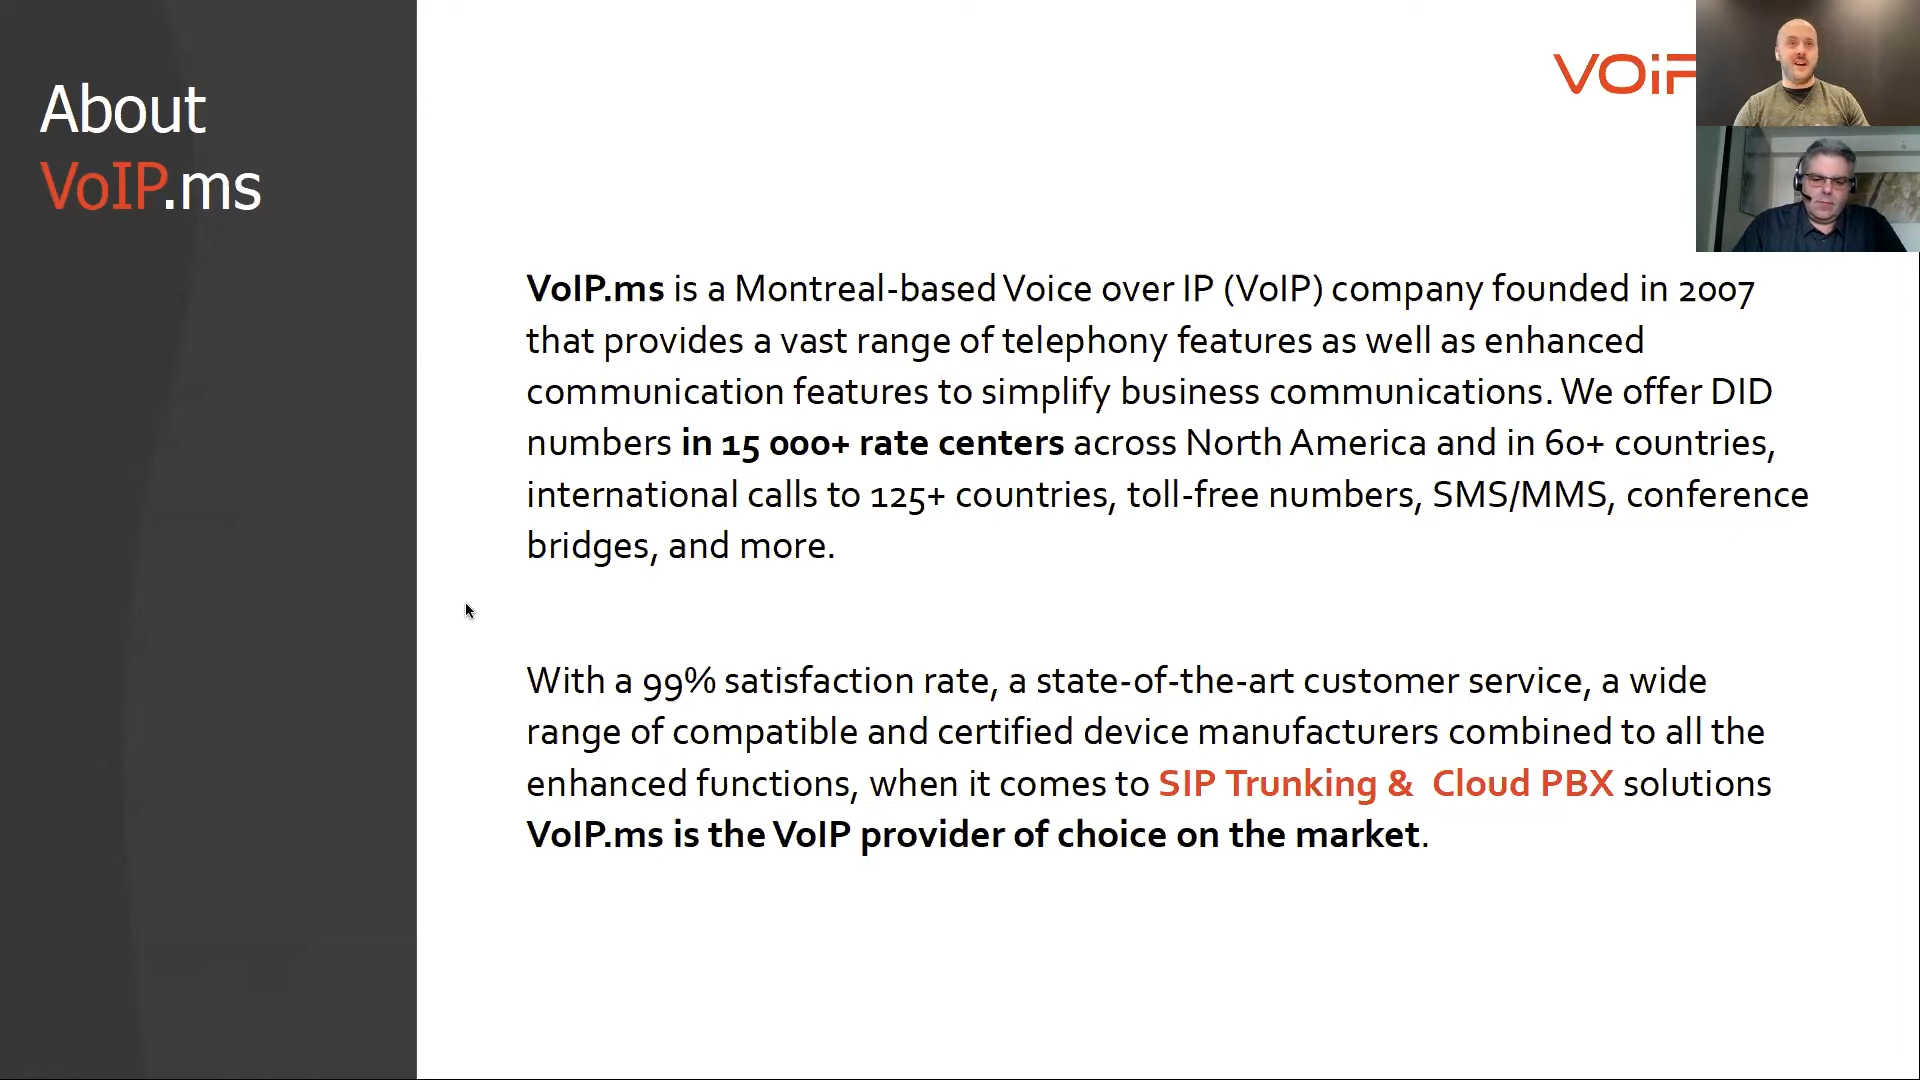 About
VoIP.ms
VOiP
VoIP.ms is a Montreal-based Voice over IP (VoIP) company founded in 2007
that provides a vast range of telephony features as well as enhanced
communication features to simplify business communications. We offer DID
numbers in 15 000+ rate centers across North America and in 60+ countries,
international calls to 125+ countries, toll-free numbers, SMS/MMS, conference
bridges, and more.
With a 99% satisfaction rate, a state-of-the-art customer service, a wide
range of compatible and certified device manufacturers combined to all the
enhanced functions, when it comes to SIP Trunking & Cloud PBX solutions
VoIP.ms is the VoIP provider of choice on the market.